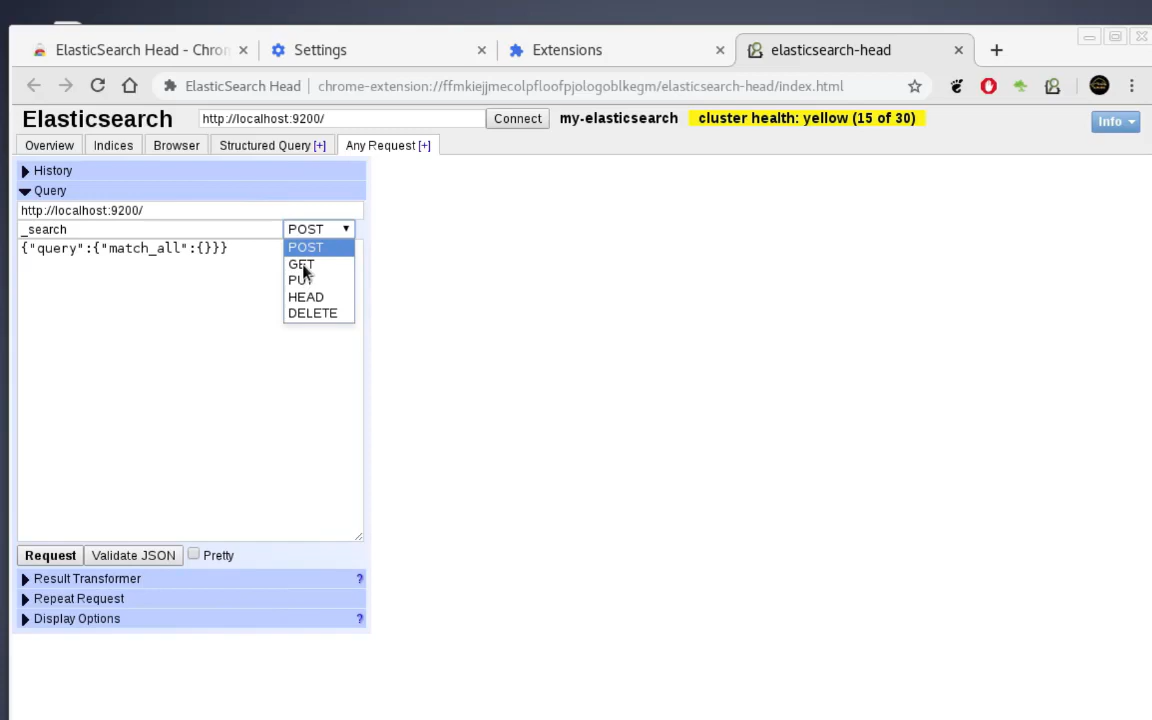 ElasticSearch Head - Chron
Settings
Extensions
elasticsearch-head
ElasticSearch Head | chrome-extension://ffmkiejjmecolpfloofpjologoblkegm/elasticsearch-head/index.html
Elasticsearch http://localhost:9200/ Connect my-elasticsearch cluster health: yellow (15 of 30) Info
Overview Indices Browser Structured Query [+] Any Request [+]
History
Query
http://localhost:9200/
_search POST
{"query":{"match_all":{}}}
POST
GET
PUT
HEAD
DELETE
Request Validate JSON Pretty
Result Transformer ?
Repeat Request
Display Options ?